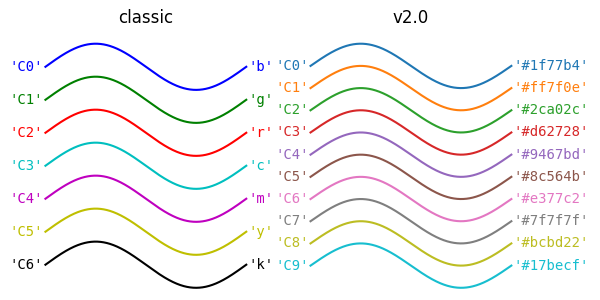 classic
'C0' 'b'
'C1' 'g'
'C2' 'r'
'C3' 'c'
'C4' 'm'
'C5' 'y'
'C6' 'k'
v2.0
'C0' '#1f77b4'
'C1' '#ff7f0e'
'C2' '#2ca02c'
'C3' '#d62728'
'C4' '#9467bd'
'C5' '#8c564b'
'C6' '#e377c2'
'C7' '#7f7f7f'
'C8' '#bcbd22'
'C9' '#17becf'